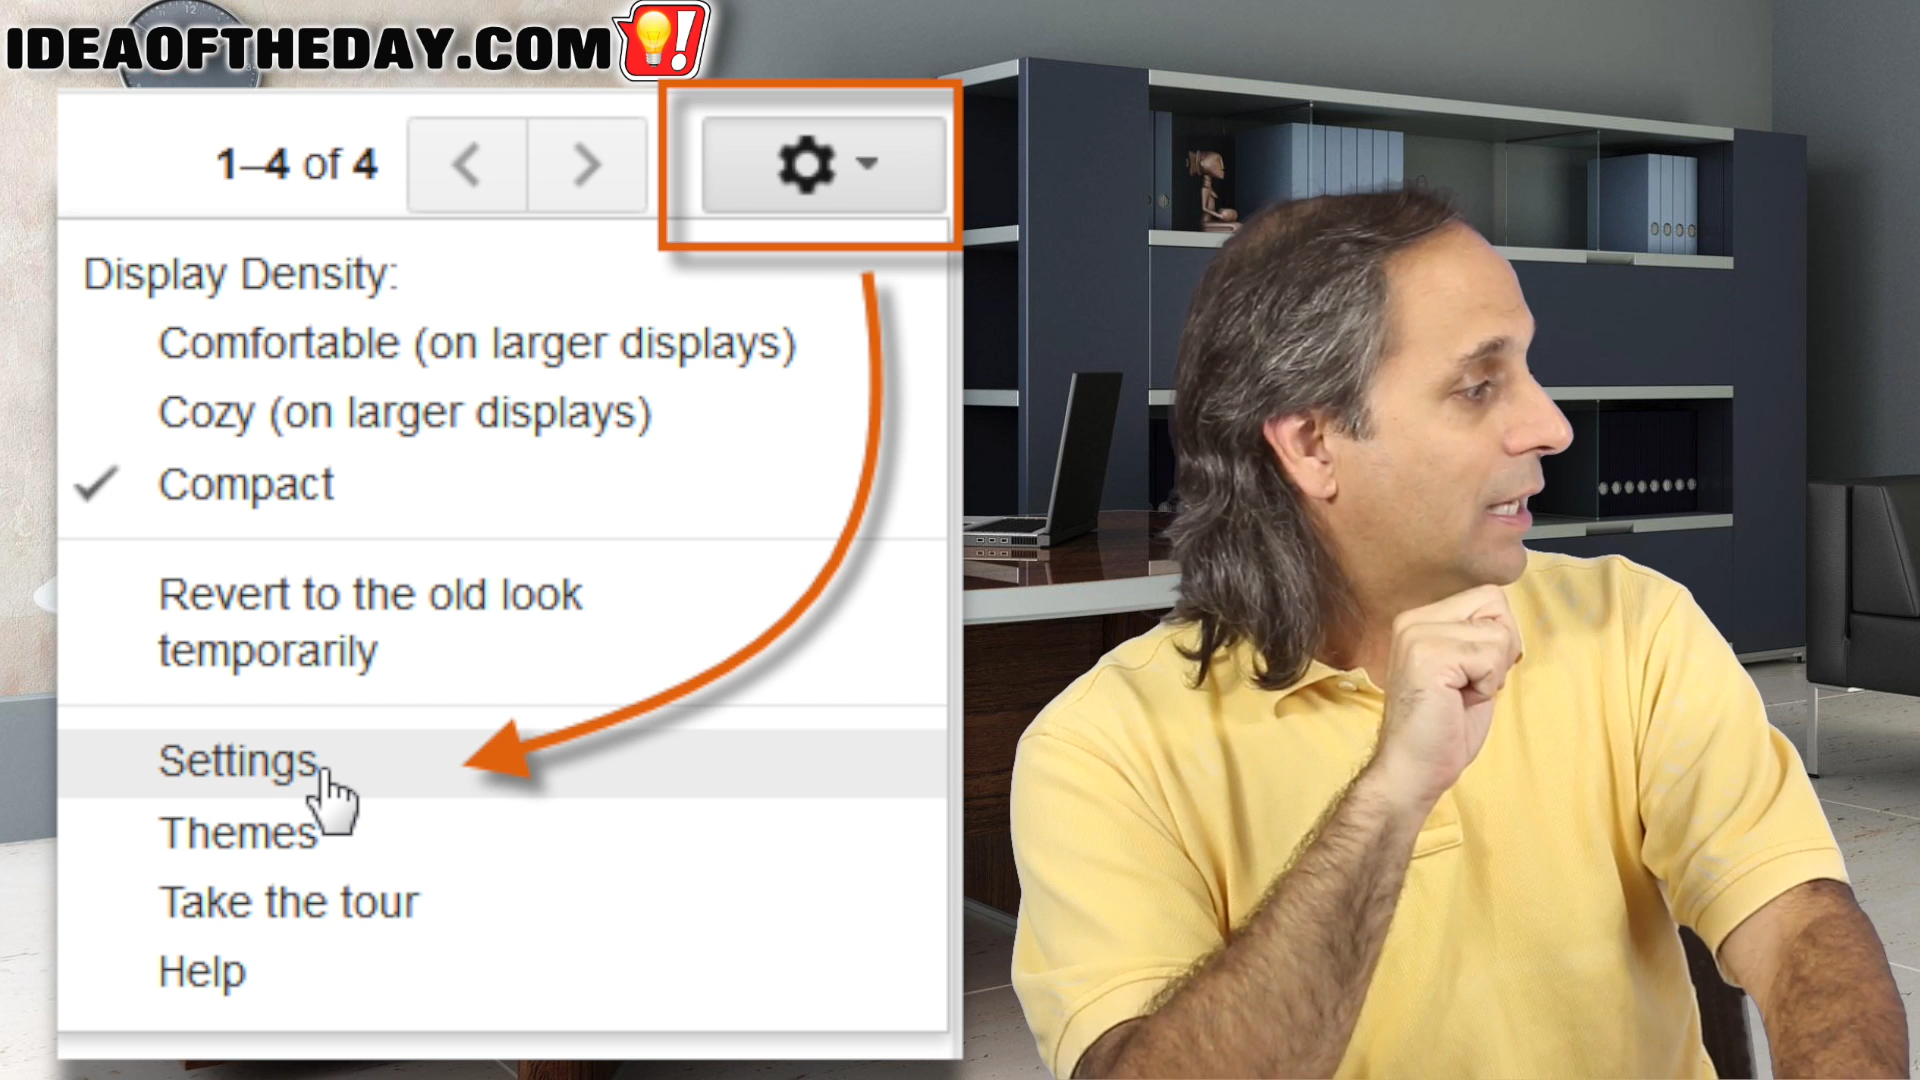 IDEAOFTHEDAY.COM!
1–4 of 4
Display Density:
Comfortable (on larger displays)
Cozy (on larger displays)
Compact
Revert to the old look
temporarily
Settings
Themes
Take the tour
Help